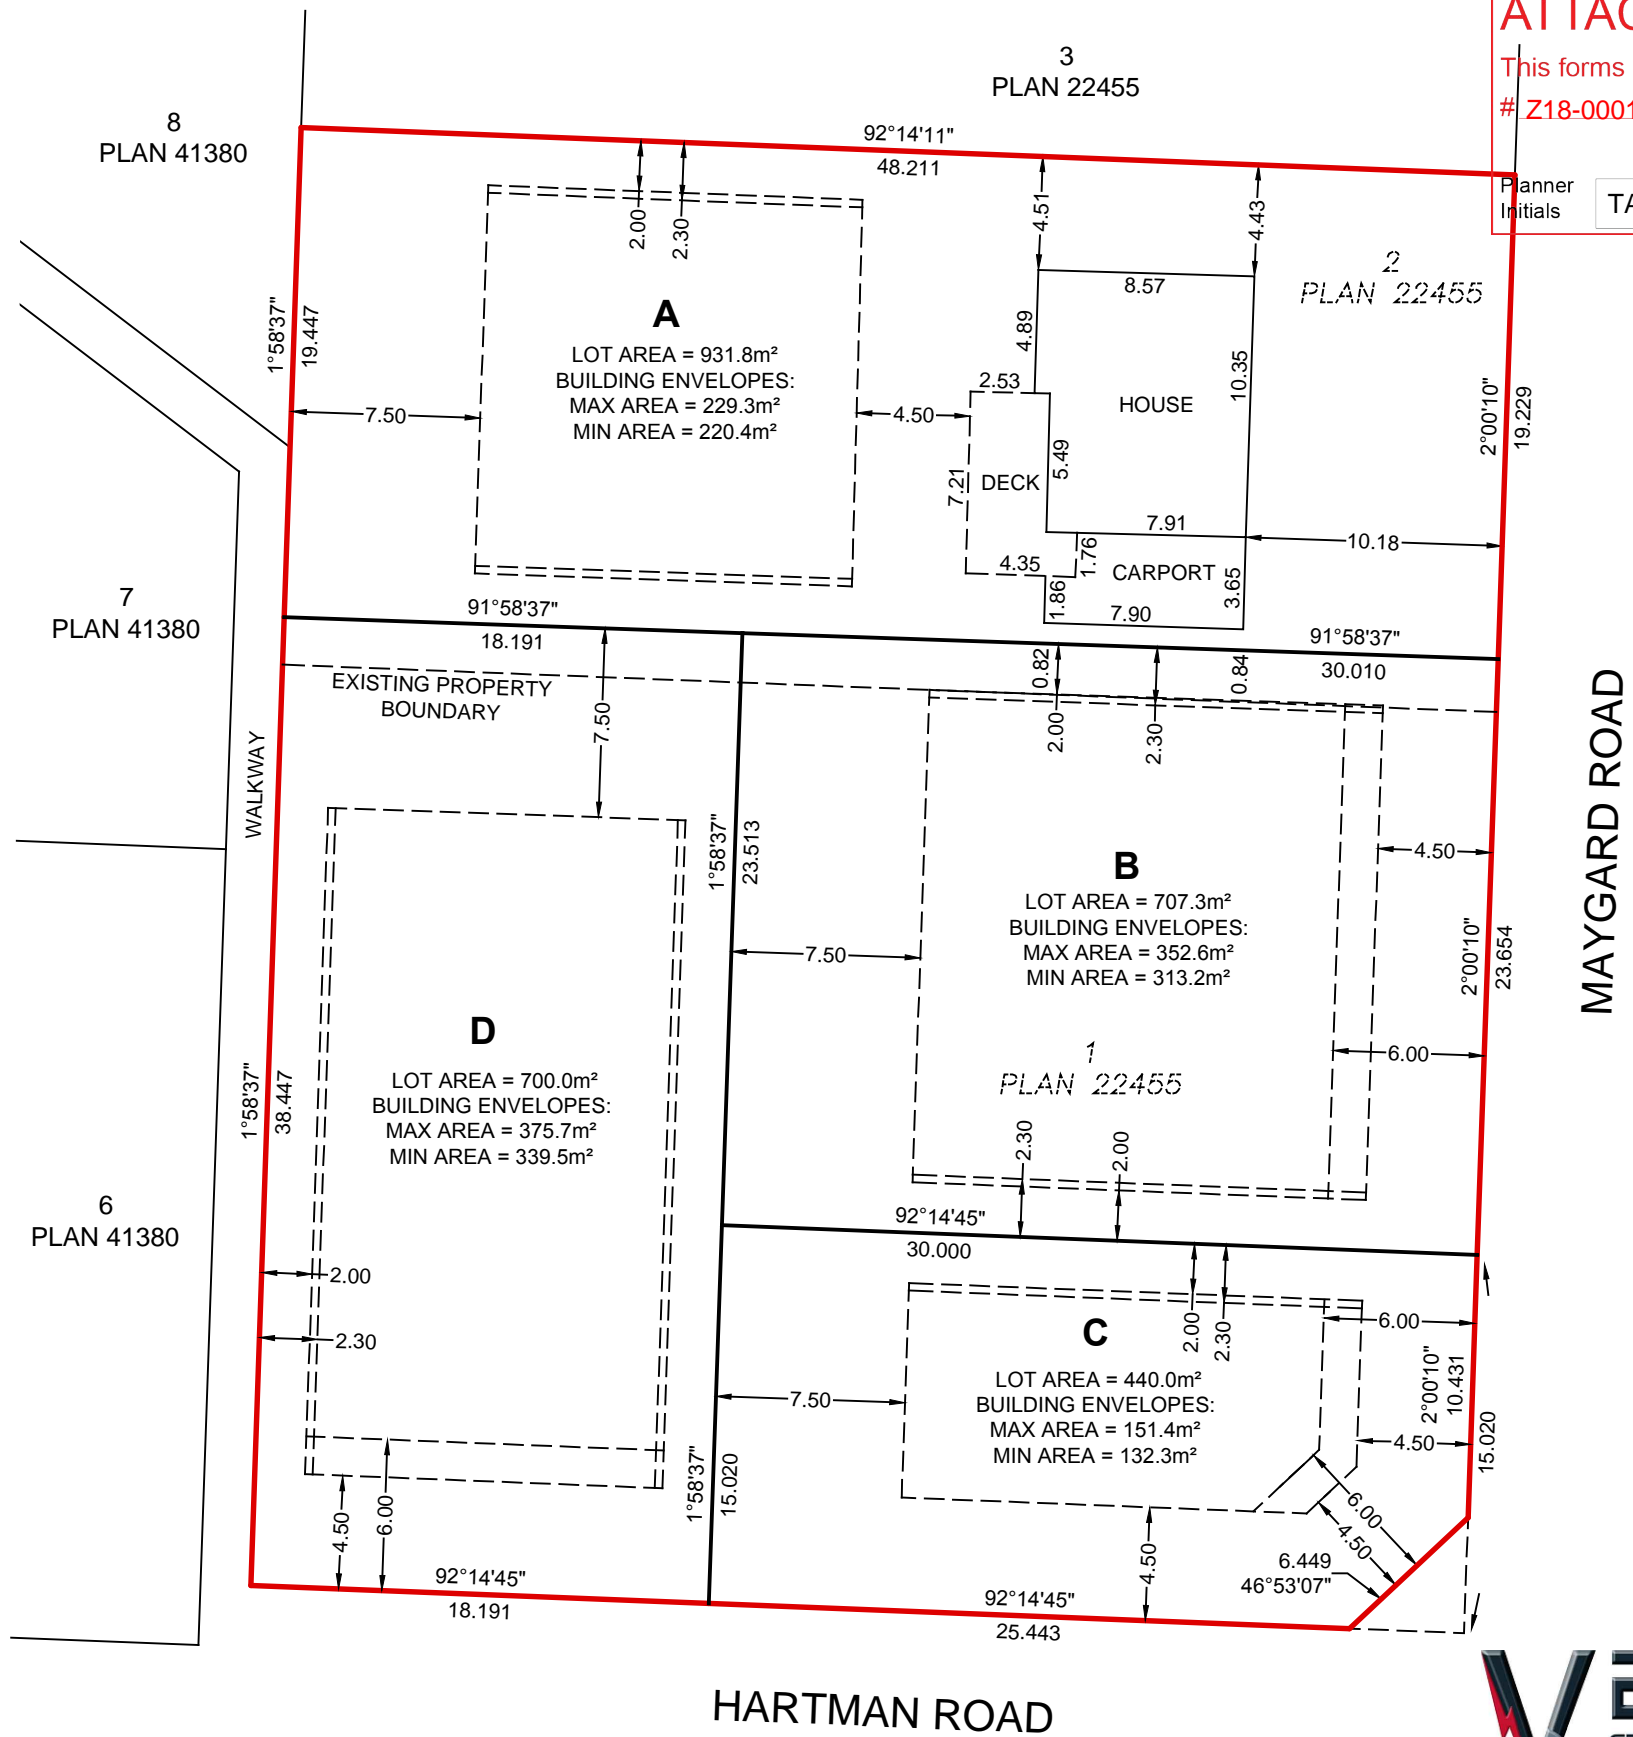 3
PLAN 22455
This forms
# Z18-0001
Planner
Initials
TA
8
PLAN 41380
92°14'11"
48.211
2.00
2.30
4.51
4.43
2
PLAN 22455
8.57
4.89
10.35
HOUSE
A
LOT AREA = 931.8m²
BUILDING ENVELOPES:
MAX AREA = 229.3m²
MIN AREA = 220.4m²
1°58'37"
19.447
7.50
4.50
2.53
5.49
7.21
DECK
7.91
4.35
1.76
CARPORT
3.65
1.86
7.90
10.18
2°00'10"
19.229
7
PLAN 41380
91°58'37"
18.191
91°58'37"
30.010
EXISTING PROPERTY
BOUNDARY
7.50
0.82
0.84
2.00
2.30
WALKWAY
MAYGARD ROAD
1°58'37"
23.513
B
LOT AREA = 707.3m²
BUILDING ENVELOPES:
MAX AREA = 352.6m²
MIN AREA = 313.2m²
4.50
7.50
2°00'10"
23.654
6.00
1
PLAN 22455
D
LOT AREA = 700.0m²
BUILDING ENVELOPES:
MAX AREA = 375.7m²
MIN AREA = 339.5m²
1°58'37"
38.447
2.30
2.00
6
PLAN 41380
92°14'45"
30.000
2.00
2.30
2.00
2.30
6.00
C
LOT AREA = 440.0m²
BUILDING ENVELOPES:
MAX AREA = 151.4m²
MIN AREA = 132.3m²
7.50
2°00'10"
10.431
15.020
4.50
1°58'37"
15.020
4.50
6.00
6.00
4.50
4.50
6.449
46°53'07"
92°14'45"
18.191
92°14'45"
25.443
HARTMAN ROAD